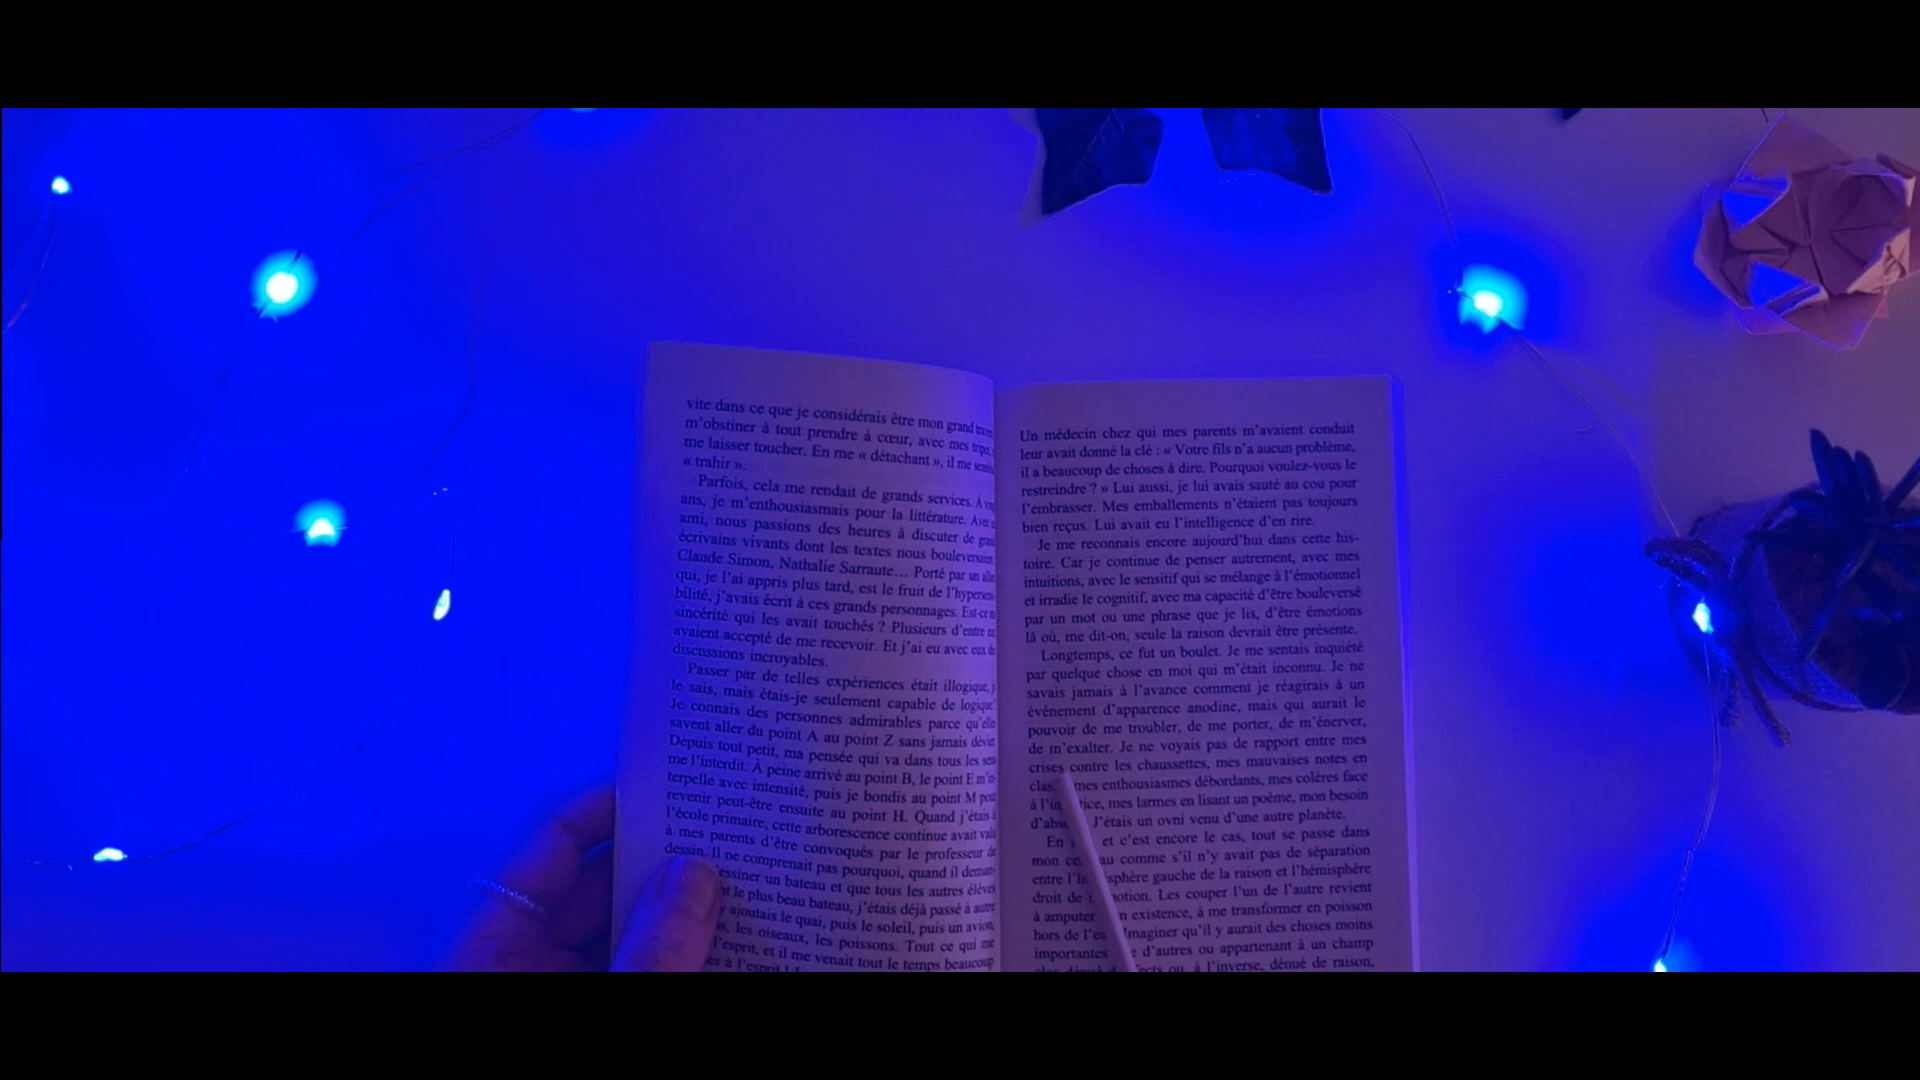 vite dans ce que je considérais être mon grand
m'obstiner à tout prendre à cœur, avec mes tripes,
me laisser toucher. En me « détachant », il me
« trahir ».
Parfois, cela me rendait de grands services. À
ans, je m'enthousiasmais pour la littérature. Avec
ami, nous passions des heures à discuter de
écrivains vivants dont les textes nous bouleversaient
Claude Simon, Nathalie Sarraute... Porté par un
qui, je l'ai appris plus tard, est le fruit de
bilité, j'avais écrit à ces grands personnages. Est-ce
sincérité qui les avait touchés ? Plusieurs d'entre
avaient accepté de me recevoir. Et j'ai eu avec eux
discussions incroyables.
Passer par de telles expériences était illogique,
le sais, mais étais-je seulement capable de logique
Je connais des personnes admirables parce qu'elles
savent aller du point A au point Z sans jamais
Depuis tout petit, ma pensée qui va dans tous les sens
me l'interdit. À peine arrivé au point B, le point E m'in-
terpelle avec intensité, puis je bondis au point M pour
revenir peut-être ensuite au point H. Quand j'étais à
l'école primaire, cette arborescence continue avait valu
à mes parents d'être convoqués par le professeur de
dessin. Il ne comprenait pas pourquoi, quand il deman-
essiner un bateau et que tous les autres élèves
le plus beau bateau, j'étais déjà passé à autre
y ajoutais le quai, puis le soleil, puis un avion,
les oiseaux, les poissons. Tout ce qui me
l'esprit, et il me venait tout le temps beaucoup
à l'esprit !
Un médecin chez qui mes parents m'avaient conduit
leur avait donné la clé : « Votre fils n'a aucun problème,
il a beaucoup de choses à dire. Pourquoi voulez-vous le
restreindre ? » Lui aussi, je lui avais sauté au cou pour
l'embrasser. Mes emballements n'étaient pas toujours
bien reçus. Lui avait eu l'intelligence d'en rire.
Je me reconnais encore aujourd'hui dans cette his-
toire. Car je continue de penser autrement, avec mes
intuitions, avec le sensitif qui se mélange à l'émotionnel
et irradie le cognitif, avec ma capacité d'être bouleversé
par un mot ou une phrase que je lis, d'être émotions
là où, me dit-on, seule la raison devrait être présente.
Longtemps, ce fut un boulet. Je me sentais inquiété
par quelque chose en moi qui m'était inconnu. Je ne
savais jamais à l'avance comment je réagirais à un
événement d'apparence anodine, mais qui aurait le
pouvoir de me troubler, de me porter, de m'énerver,
de m'exalter. Je ne voyais pas de rapport entre mes
crises contre les chaussettes, mes mauvaises notes en
clas mes enthousiasmes débordants, mes colères face
à l'in tice, mes larmes en lisant un poème, mon besoin
d'abs J'étais un ovni venu d'une autre planète.
En et c'est encore le cas, tout se passe dans
mon ce au comme s'il n'y avait pas de séparation
entre l'h sphère gauche de la raison et l'hémisphère
droit de otion. Les couper l'un de l'autre revient
à amputer n existence, à me transformer en poisson
hors de l'ea Imaginer qu'il y aurait des choses moins
importantes d'autres ou appartenant à un champ
ou, à l'inverse, dénué de raison,